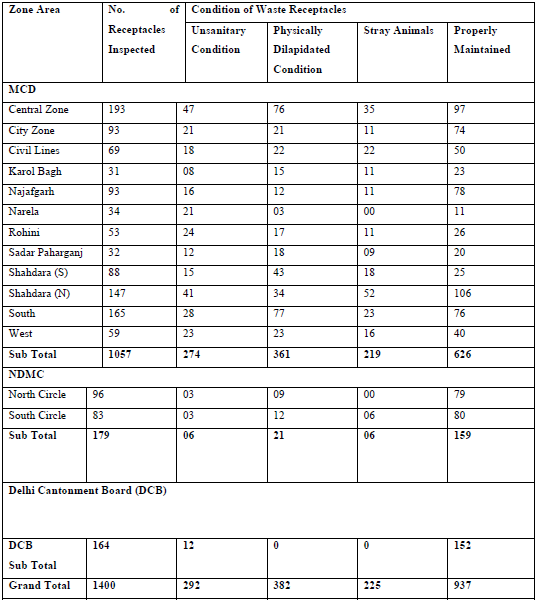 Zone Area No. of Receptacles Inspected Condition of Waste Receptacles
Unsanitary Condition Physically Dilapidated Condition Stray Animals Properly Maintained
MCD
Central Zone 193 47 76 35 97
City Zone 93 21 21 11 74
Civil Lines 69 18 22 22 50
Karol Bagh 31 08 15 11 23
Najafgarh 93 16 12 11 78
Narela 34 21 03 00 11
Rohini 53 24 17 11 26
Sadar Paharganj 32 12 18 09 20
Shahdara (S) 88 15 43 18 25
Shahdara (N) 147 41 34 52 106
South 165 28 77 23 76
West 59 23 23 16 40
Sub Total 1057 274 361 219 626
NDMC
North Circle 96 03 09 00 79
South Circle 83 03 12 06 80
Sub Total 179 06 21 06 159
Delhi Cantonment Board (DCB)
DCB 164 12 0 0 152
Sub Total
Grand Total 1400 292 382 225 937